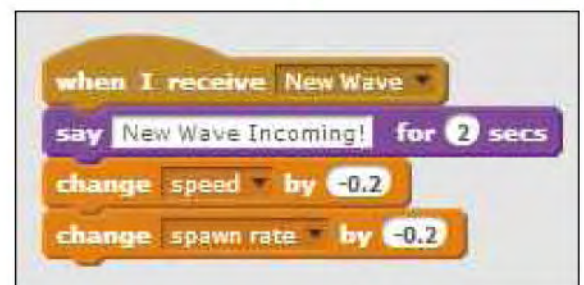 when I receive New Wave
say New Wave Incoming! for 2 secs
change speed by -0.2
change spawn rate by -0.2